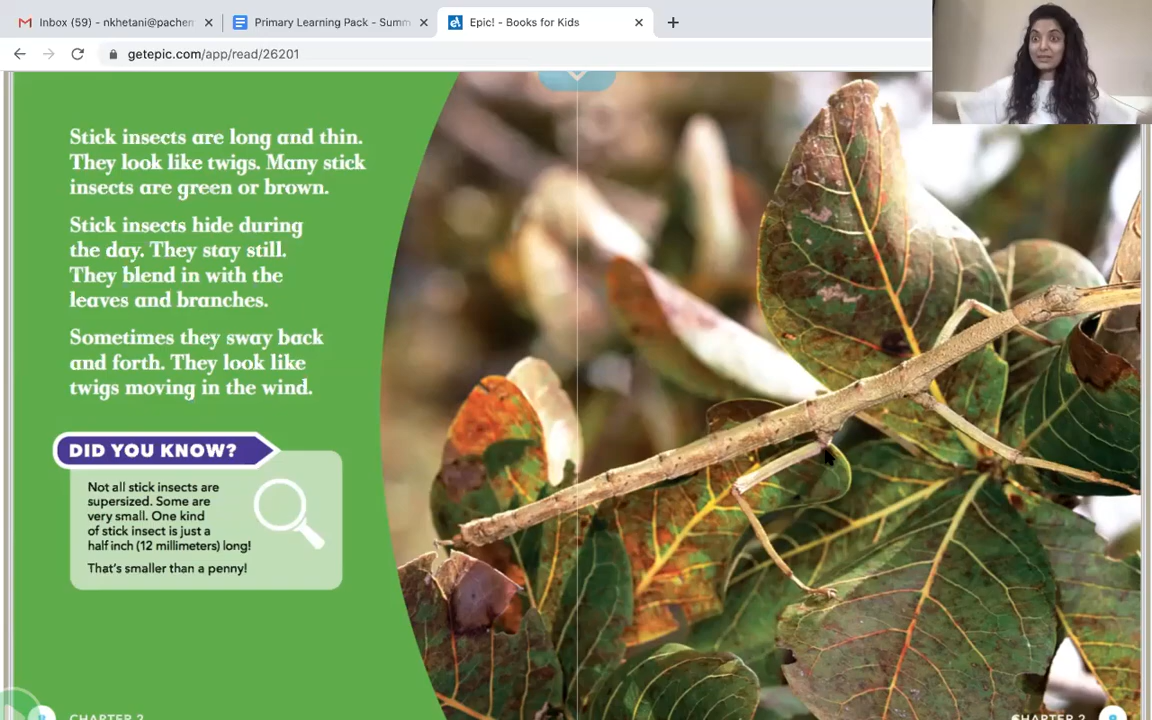 Inbox (59) - nkhetani@pachem
Primary Learning Pack - Summ
Epic! - Books for Kids
getepic.com/app/read/26201
Stick insects are long and thin.
They look like twigs. Many stick
insects are green or brown.
Stick insects hide during
the day. They stay still.
They blend in with the
leaves and branches.
Sometimes they sway back
and forth. They look like
twigs moving in the wind.
DID YOU KNOW?
Not all stick insects are
supersized. Some are
very small. One kind
of stick insect is just a
half inch (12 millimeters) long!
That's smaller than a penny!
CHAPTER 2
CHAPTER 2